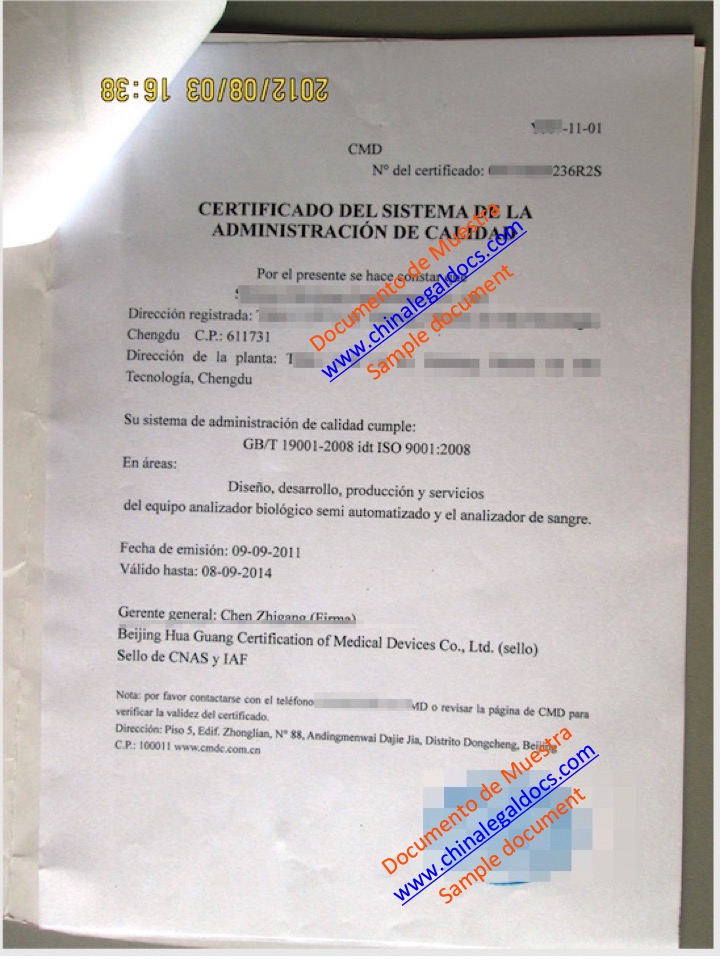 2012/08/03 16:38
-11-01
CMD
Nº del certificado: 236R2S
CERTIFICADO DEL SISTEMA DE LA
ADMINISTRACIÓN DE CALIDAD
Por el presente se hace constar que
Dirección registrada:
Chengdu C.P.: 611731
Dirección de la planta:
Tecnología, Chengdu
Documento de Muestra
www.chinalegaldocs.com
Sample document
Su sistema de administración de calidad cumple:
GB/T 19001-2008 idt ISO 9001:2008
En áreas:
Diseño, desarrollo, producción y servicios
del equipo analizador biológico semi automatizado y el analizador de sangre.
Fecha de emisión: 09-09-2011
Válido hasta: 08-09-2014
Gerente general: Chen Zhigang (Firma)
Beijing Hua Guang Certification of Medical Devices Co., Ltd. (sello)
Sello de CNAS y IAF
Nota: por favor contactarse con el teléfono MD o revisar la página de CMD para
verificar la validez del certificado.
Dirección: Piso 5, Edif. Zhonglian, Nº 88, Andingmenwai Dajie Jia, Distrito Dongcheng, Beijing
C.P.: 100011 www.cmdc.com.cn
Documento de Muestra
www.chinalegaldocs.com
Sample document